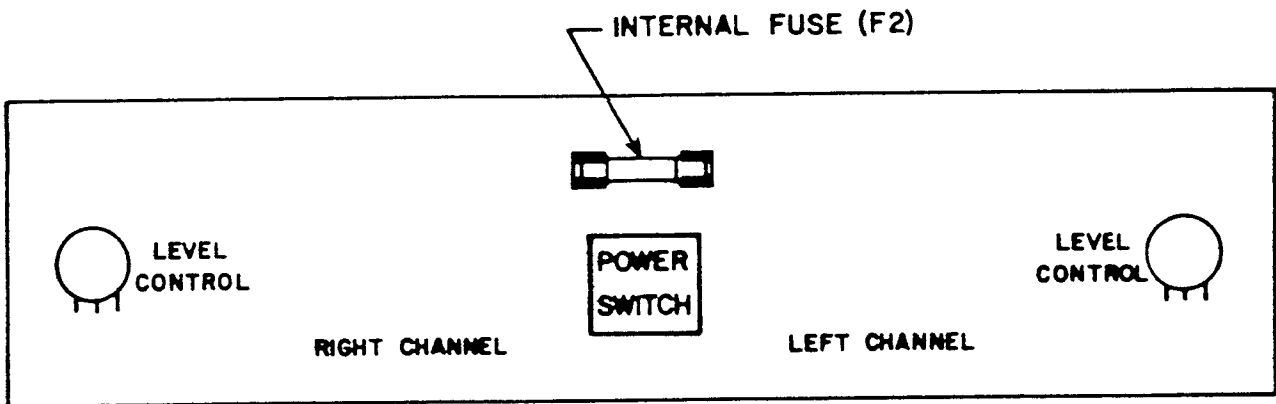 INTERNAL FUSE (F2)
LEVEL
CONTROL
POWER
SWITCH
LEVEL
CONTROL
RIGHT CHANNEL
LEFT CHANNEL